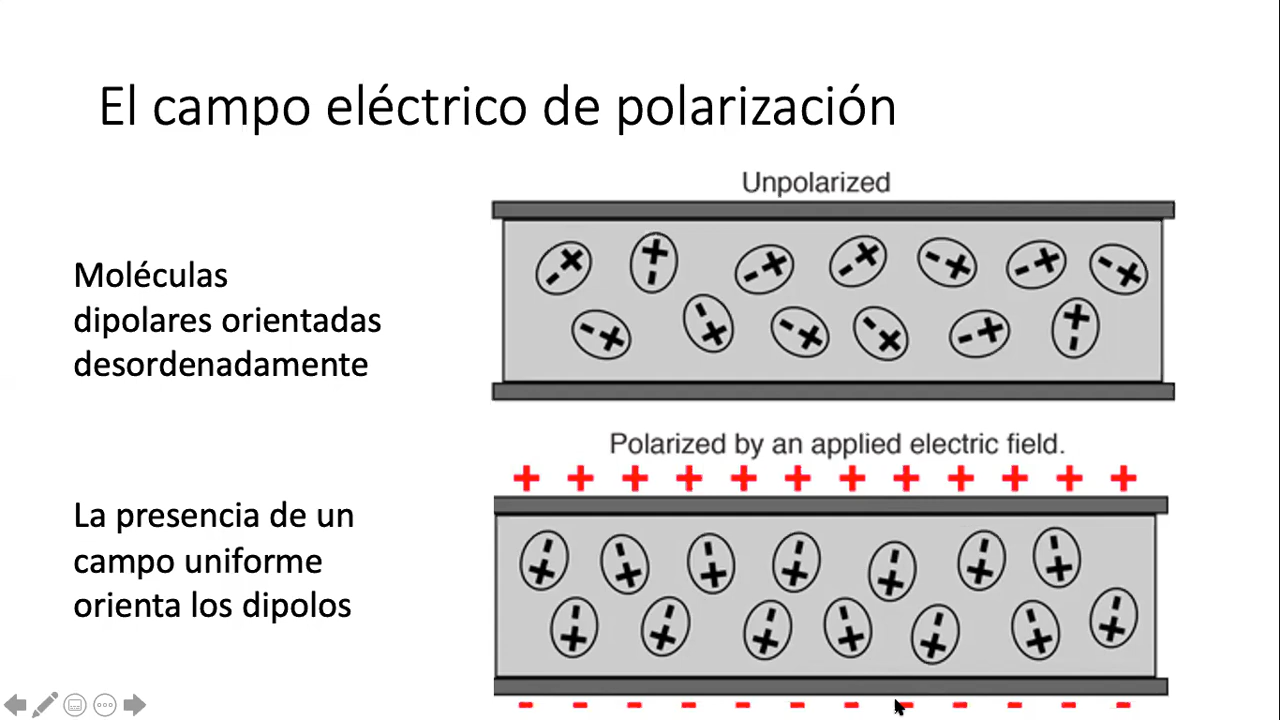 El campo eléctrico de polarización
Unpolarized
Moléculas
dipolares orientadas
desordenadamente
Polarized by an applied electric field.
+ + + + + + + + + + + +
La presencia de un
campo uniforme
orienta los dipolos
- - - - - - - - - - - -